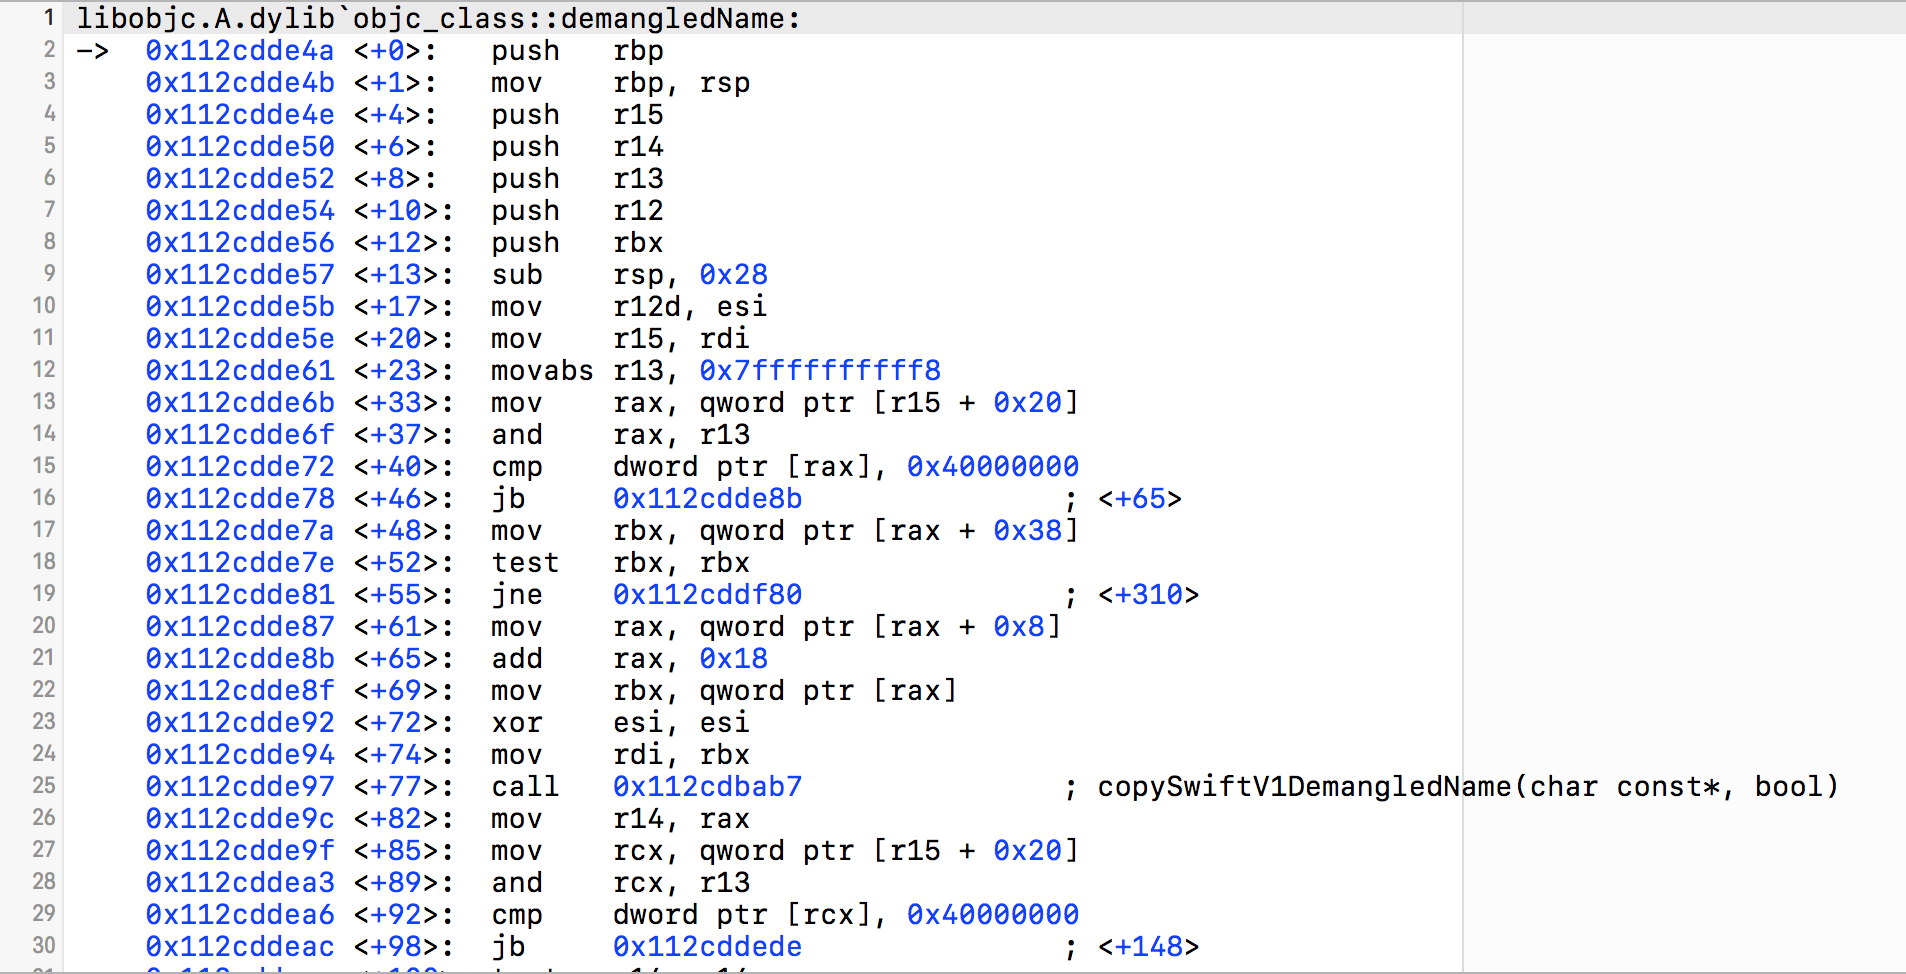 1 libobjc.A.dylib`objc_class::demangledName:
2 -> 0x112cdde4a <+0>: push rbp
3 0x112cdde4b <+1>: mov rbp, rsp
4 0x112cdde4e <+4>: push r15
5 0x112cdde50 <+6>: push r14
6 0x112cdde52 <+8>: push r13
7 0x112cdde54 <+10>: push r12
8 0x112cdde56 <+12>: push rbx
9 0x112cdde57 <+13>: sub rsp, 0x28
10 0x112cdde5b <+17>: mov r12d, esi
11 0x112cdde5e <+20>: mov r15, rdi
12 0x112cdde61 <+23>: movabs r13, 0x7ffffffffff8
13 0x112cdde6b <+33>: mov rax, qword ptr [r15 + 0x20]
14 0x112cdde6f <+37>: and rax, r13
15 0x112cdde72 <+40>: cmp dword ptr [rax], 0x40000000
16 0x112cdde78 <+46>: jb 0x112cdde8b ; <+65>
17 0x112cdde7a <+48>: mov rbx, qword ptr [rax + 0x38]
18 0x112cdde7e <+52>: test rbx, rbx
19 0x112cdde81 <+55>: jne 0x112cddf80 ; <+310>
20 0x112cdde87 <+61>: mov rax, qword ptr [rax + 0x8]
21 0x112cdde8b <+65>: add rax, 0x18
22 0x112cdde8f <+69>: mov rbx, qword ptr [rax]
23 0x112cdde92 <+72>: xor esi, esi
24 0x112cdde94 <+74>: mov rdi, rbx
25 0x112cdde97 <+77>: call 0x112cdbab7 ; copySwiftV1DemangledName(char const*, bool)
26 0x112cdde9c <+82>: mov r14, rax
27 0x112cdde9f <+85>: mov rcx, qword ptr [r15 + 0x20]
28 0x112cddea3 <+89>: and rcx, r13
29 0x112cddea6 <+92>: cmp dword ptr [rcx], 0x40000000
30 0x112cddeac <+98>: jb 0x112cddede ; <+148>